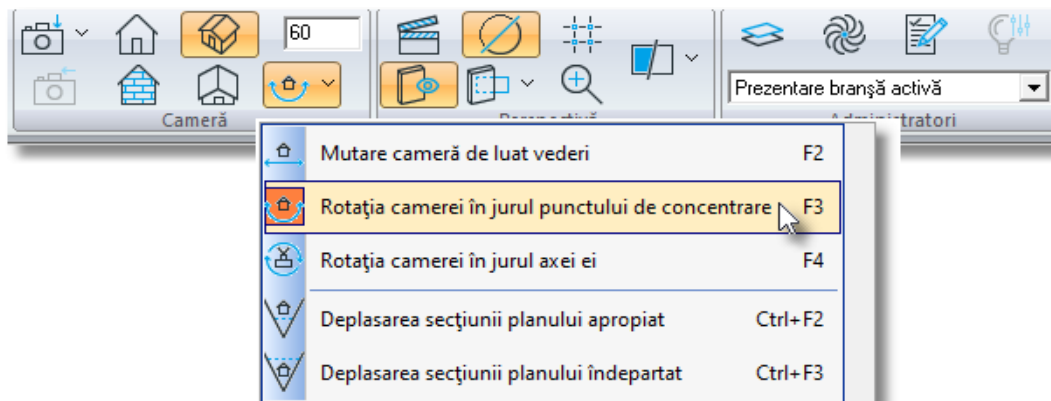 60
Prezentare branşă activă
Cameră
Perspectivă
Administratori
Mutare cameră de luat vederi F2
Rotaţia camerei în jurul punctului de concentrare F3
Rotaţia camerei în jurul axei ei F4
Deplasarea secţiunii planului apropiat Ctrl+F2
Deplasarea secţiunii planului îndepartat Ctrl+F3